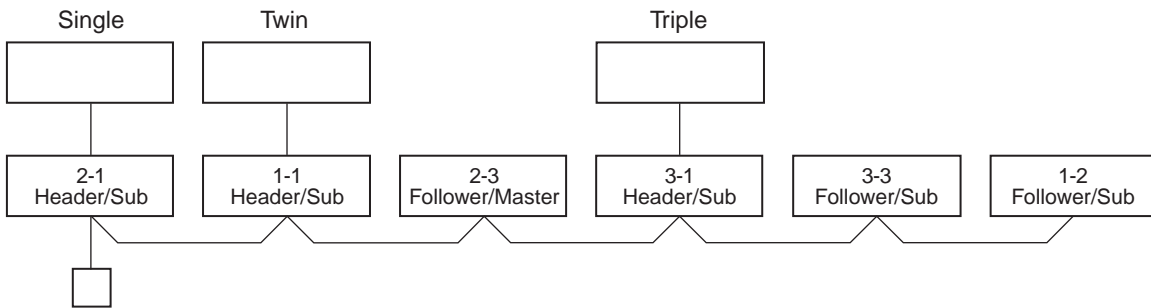 Single
Twin
Triple
2-1
Header/Sub
1-1
Header/Sub
2-3
Follower/Master
3-1
Header/Sub
3-3
Follower/Sub
1-2
Follower/Sub